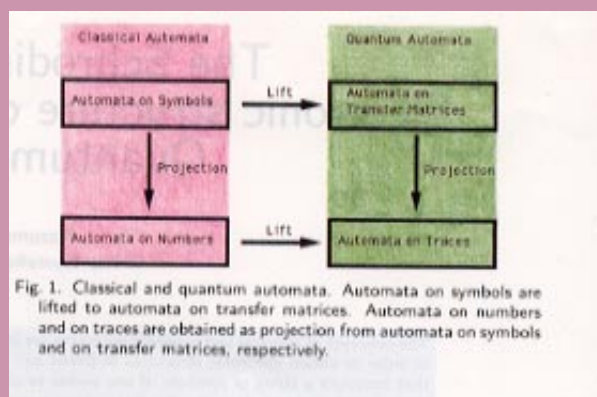 Classical Automata
Quantum Automata
Automata on Symbols
Lift
Automata on
Transfer Matrices
Projection
Projection
Automata on Numbers
Lift
Automata on Traces
Fig. 1. Classical and quantum automata. Automata on symbols are
lifted to automata on transfer matrices. Automata on numbers
and on traces are obtained as projection from automata on symbols
and on transfer matrices, respectively.